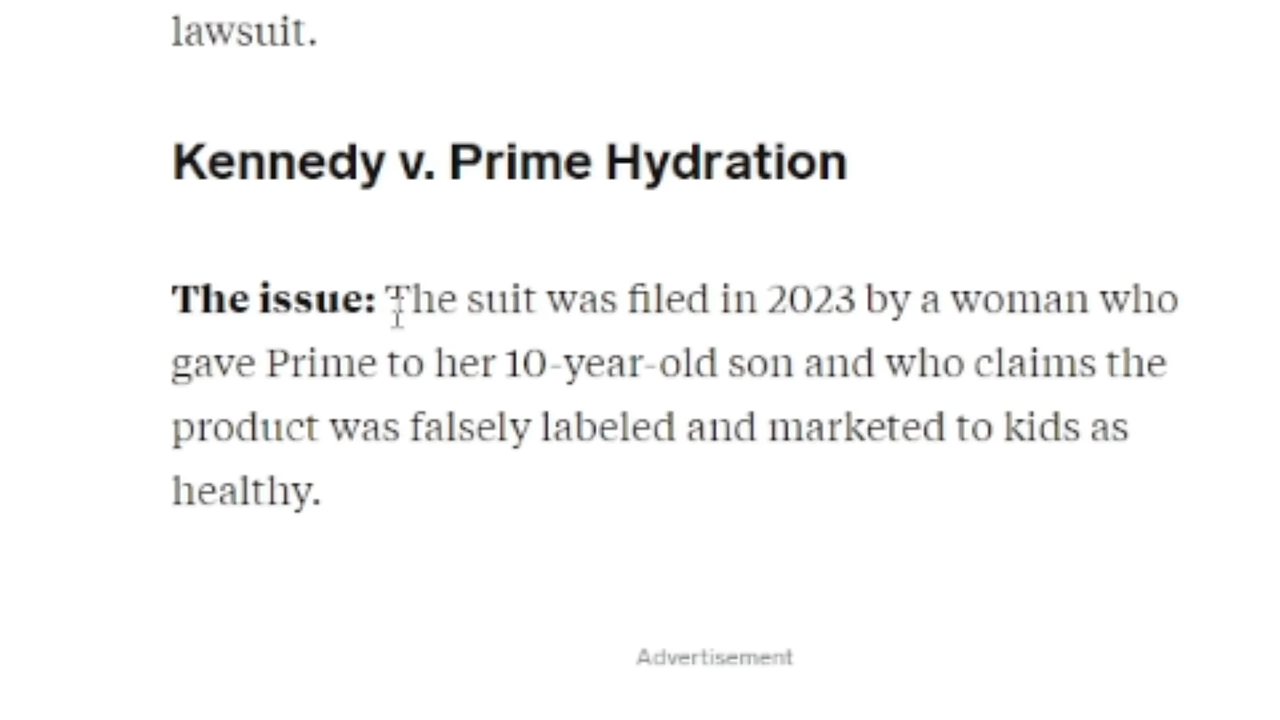 lawsuit.
Kennedy v. Prime Hydration
The issue: The suit was filed in 2023 by a woman who
gave Prime to her 10-year-old son and who claims the
product was falsely labeled and marketed to kids as
healthy.
Advertisement